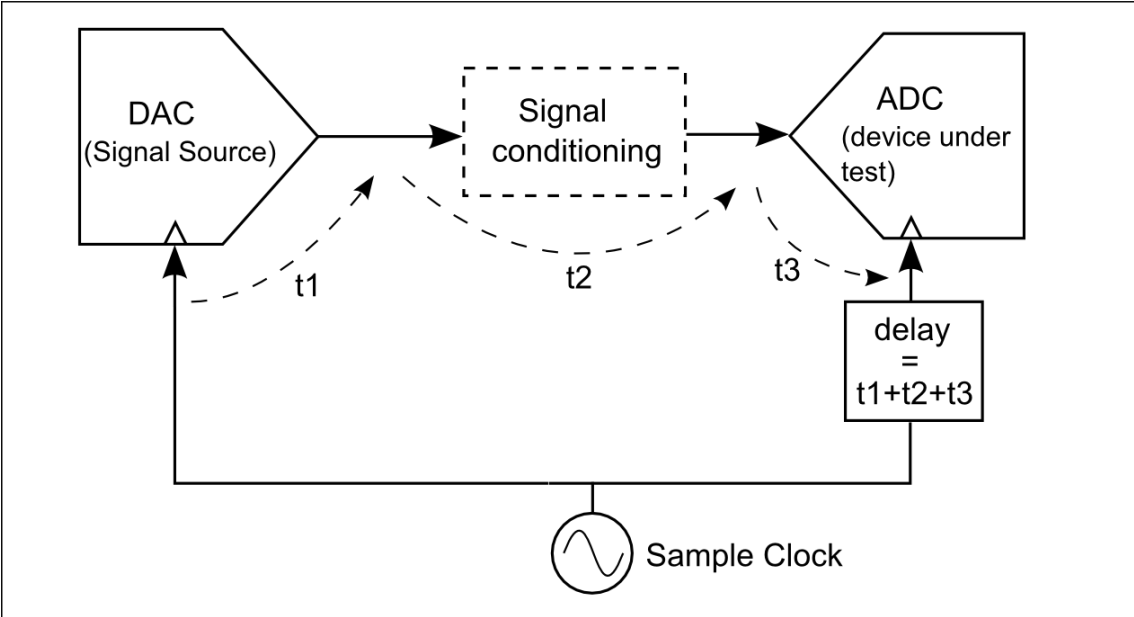 DAC
(Signal Source)
Signal
conditioning
ADC
(device under
test)
t1
t2
t3
delay
=
t1+t2+t3
Sample Clock